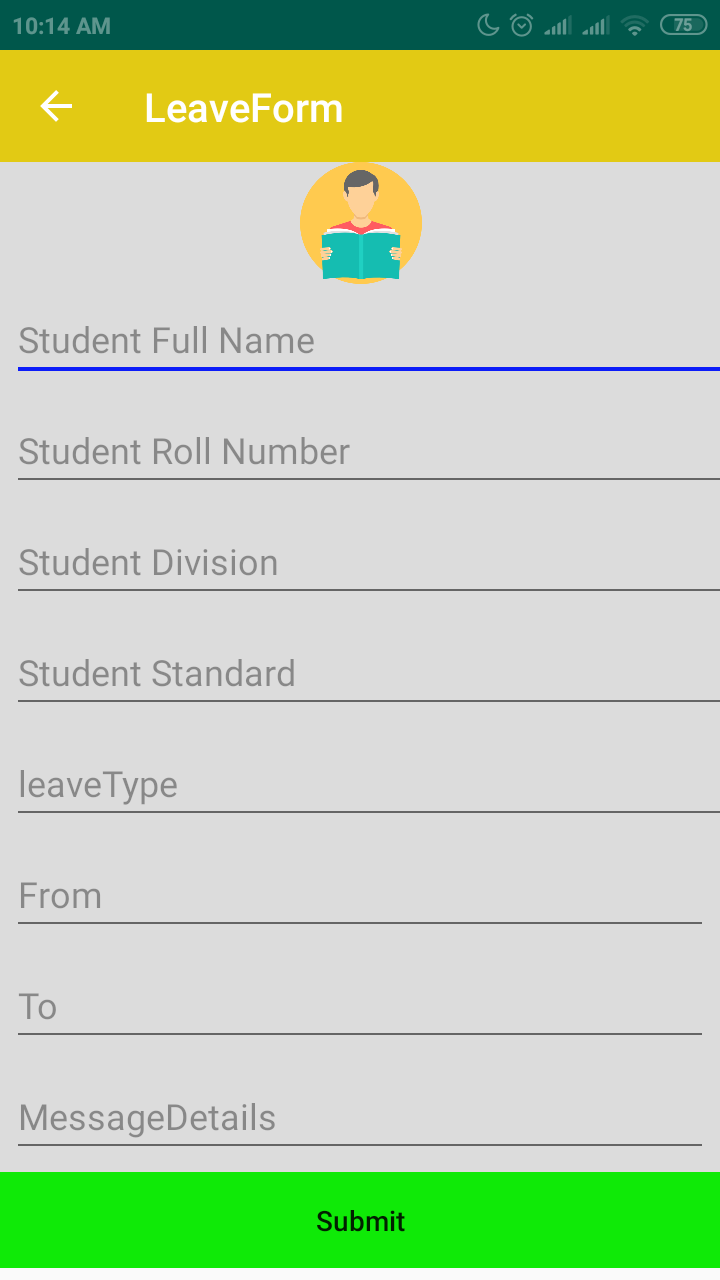 10:14 AM
75
LeaveForm
Student Full Name
Student Roll Number
Student Division
Student Standard
leaveType
From
To
MessageDetails
Submit